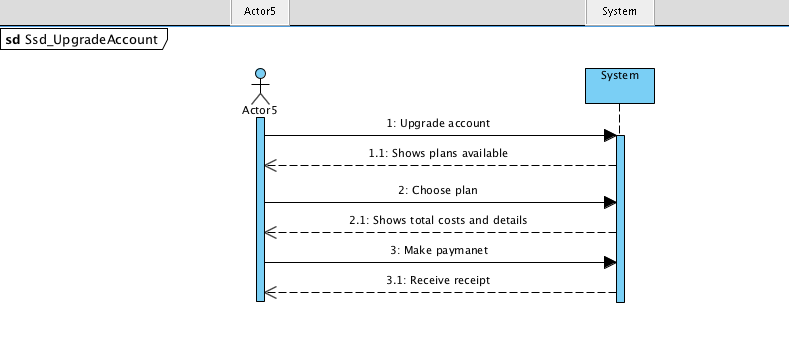 Actor5 System
sd Ssd_UpgradeAccount
System
Actor5
1: Upgrade account
1.1: Shows plans available
2: Choose plan
2.1: Shows total costs and details
3: Make paymanet
3.1: Receive receipt